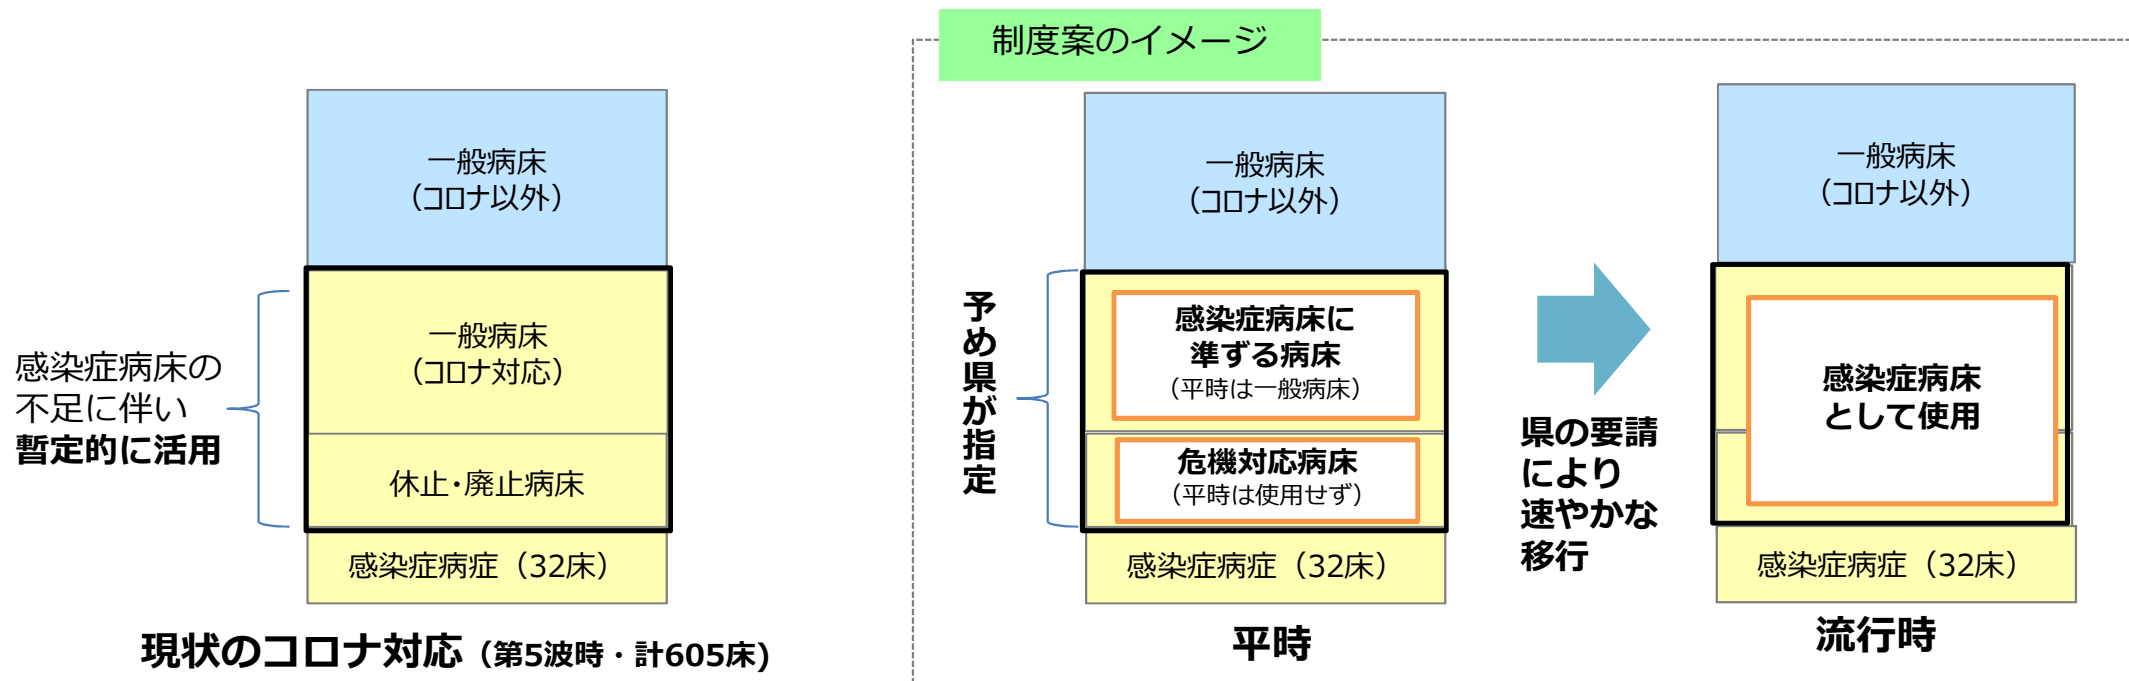 制度案のイメージ
一般病床
（コロナ以外）
一般病床
（コロナ対応）
休止・廃止病床
感染症病症（32床）
感染症病床の
不足に伴い
暫定的に活用
現状のコロナ対応（第5波時・計605床)
予め県が指定
一般病床
（コロナ以外）
感染症病床に
準ずる病床
（平時は一般病床）
危機対応病床
（平時は使用せず）
感染症病症（32床）
平時
県の要請
により
速やかな
移行
一般病床
（コロナ以外）
感染症病床
として使用
感染症病症（32床）
流行時